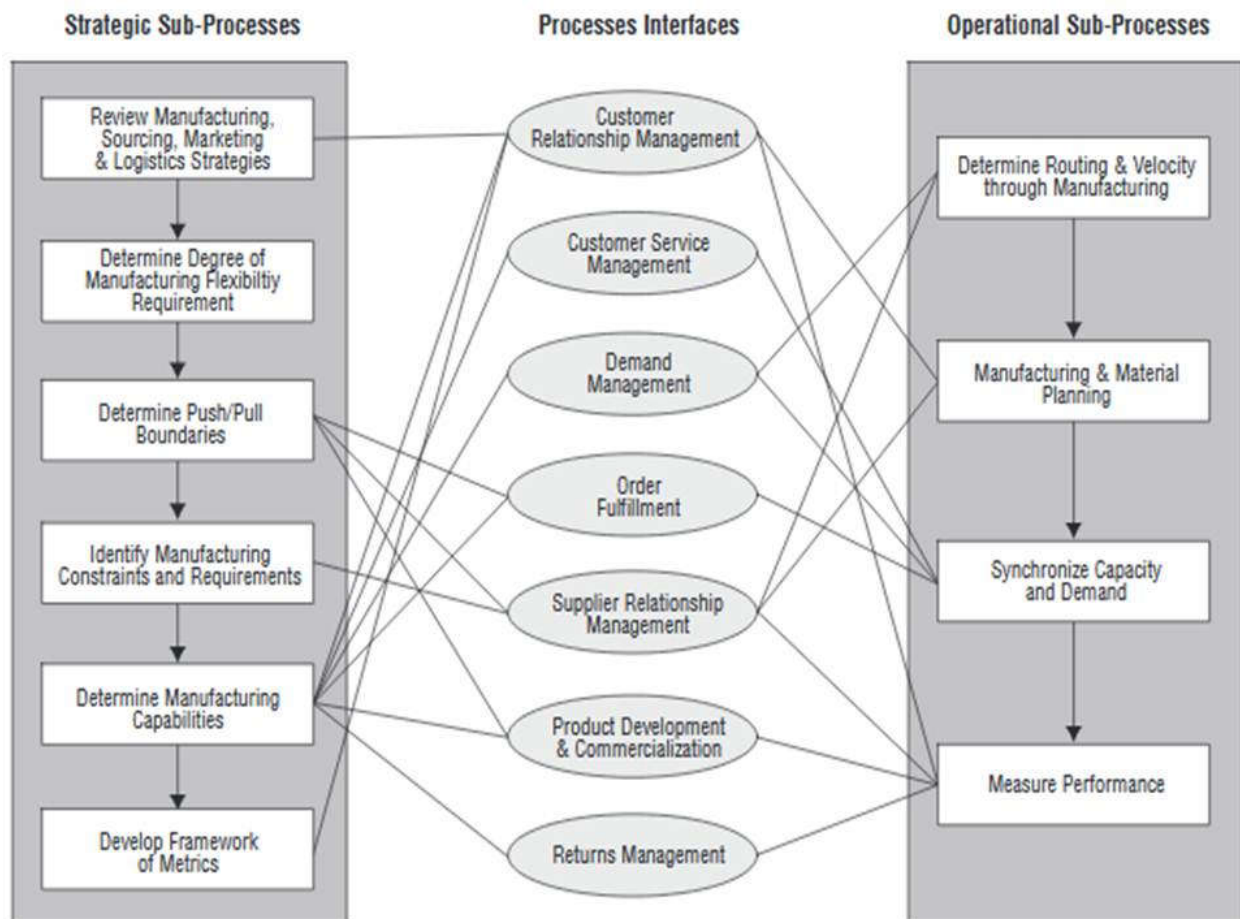 Strategic Sub-Processes
Processes Interfaces
Operational Sub-Processes
Review Manufacturing,
Sourcing, Marketing
& Logistics Strategies
Determine Degree of
Manufacturing Flexibiltiy
Requirement
Determine Push/Pull
Boundaries
Identify Manufacturing
Constraints and Requirements
Determine Manufacturing
Capabilities
Develop Framework
of Metrics
Customer
Relationship Management
Customer Service
Management
Demand
Management
Order
Fulfillment
Supplier Relationship
Management
Product Development
& Commercialization
Returns Management
Determine Routing & Velocity
through Manufacturing
Manufacturing & Material
Planning
Synchronize Capacity
and Demand
Measure Performance